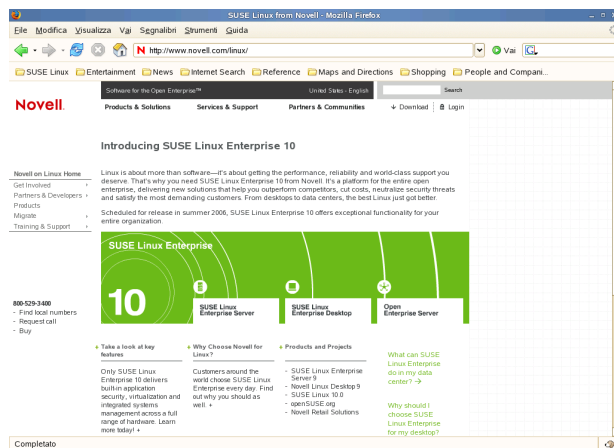 SUSE Linux from Novell - Mozilla Firefox
File Modifica Visualizza Vai Segnalibri Strumenti Guida
http://www.novell.com/linux/ Vai
SUSE Linux Entertainment News Internet Search Reference Maps and Directions Shopping People and Compani...
Software for the Open Enterprise™ United States - English Search
Novell
Products & Solutions Services & Support Partners & Communities Download Login
Introducing SUSE Linux Enterprise 10
Novell on Linux Home
Get Involved
Partners & Developers
Products
Migrate
Training & Support
Linux is about more than software—it's about getting the performance, reliability and world-class support you
deserve. That's why you need SUSE Linux Enterprise 10 from Novell. It's a platform for the entire open
enterprise, delivering new solutions that help you outperform competitors, cut costs, neutralize security threats
and satisfy the most demanding customers. From desktops to data centers, the best Linux just got better.
Scheduled for release in summer 2006, SUSE Linux Enterprise 10 offers exceptional functionality for your
entire organization.
SUSE Linux Enterprise
10
SUSE Linux
Enterprise Server
SUSE Linux
Enterprise Desktop
Open
Enterprise Server
800-529-3400
- Find local numbers
- Request call
- Buy
+ Take a look at key
features
Only SUSE Linux
Enterprise 10 delivers
built-in application
security, virtualization and
integrated systems
management across a full
range of hardware. Learn
more today! +
+ Why Choose Novell for
Linux?
Customers around the
world choose SUSE Linux
Enterprise every day. Find
out why you should as
well. +
+ Products and Projects
- SUSE Linux Enterprise
Server 9
- Novell Linux Desktop 9
- SUSE Linux 10.0
- openSUSE.org
- Novell Retail Solutions
What can SUSE
Linux Enterprise
do in my data
center? →
Why should I
choose SUSE
Linux Enterprise
for my desktop?
Completato